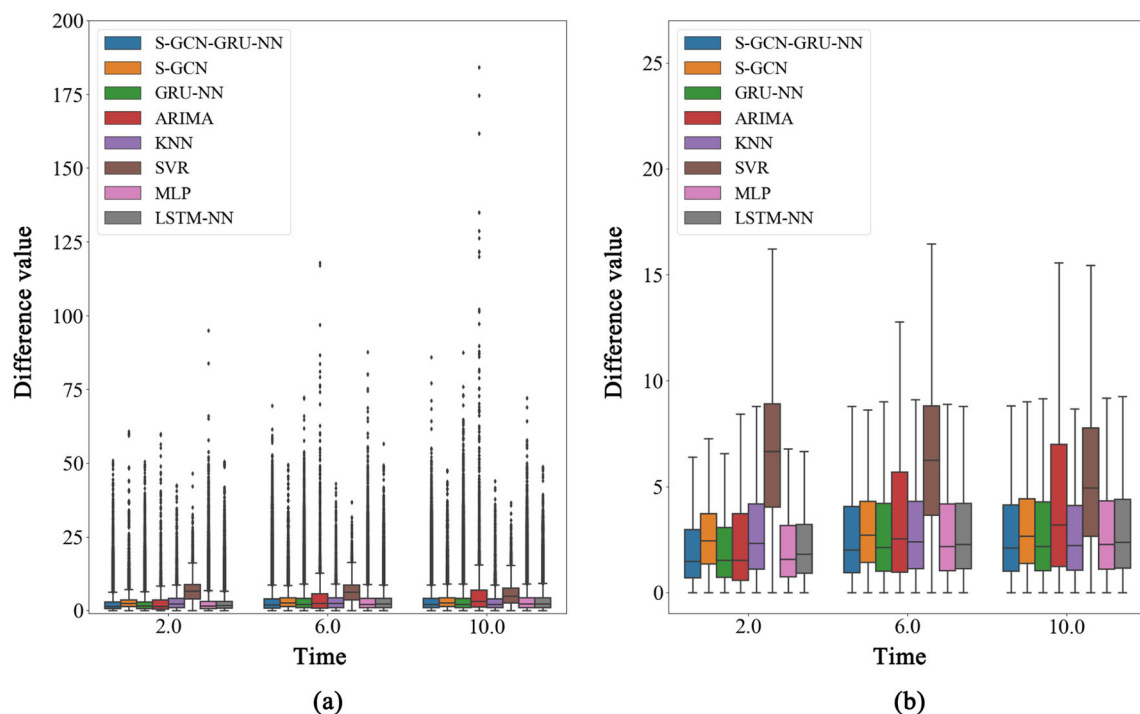 200
175
150
125
100
75
50
25
0
Difference value
S-GCN-GRU-NN
S-GCN
GRU-NN
ARIMA
KNN
SVR
MLP
LSTM-NN
2.0 6.0 10.0
Time
(a)
25
20
15
10
5
0
Difference value
S-GCN-GRU-NN
S-GCN
GRU-NN
ARIMA
KNN
SVR
MLP
LSTM-NN
2.0 6.0 10.0
Time
(b)